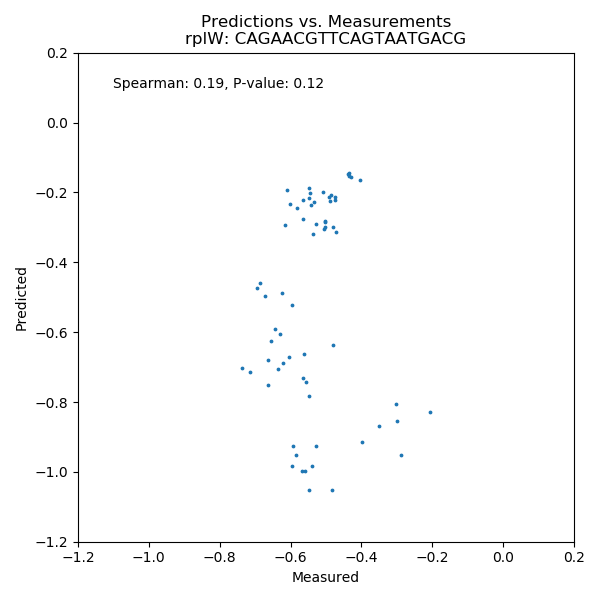 Predictions vs. Measurements
rplW: CAGAACGTTCAGTAATGACG
Spearman: 0.19, P-value: 0.12
Predicted
0.2
0.0
−0.2
−0.4
−0.6
−0.8
−1.0
−1.2
−1.2 −1.0 −0.8 −0.6 −0.4 −0.2 0.0 0.2
Measured